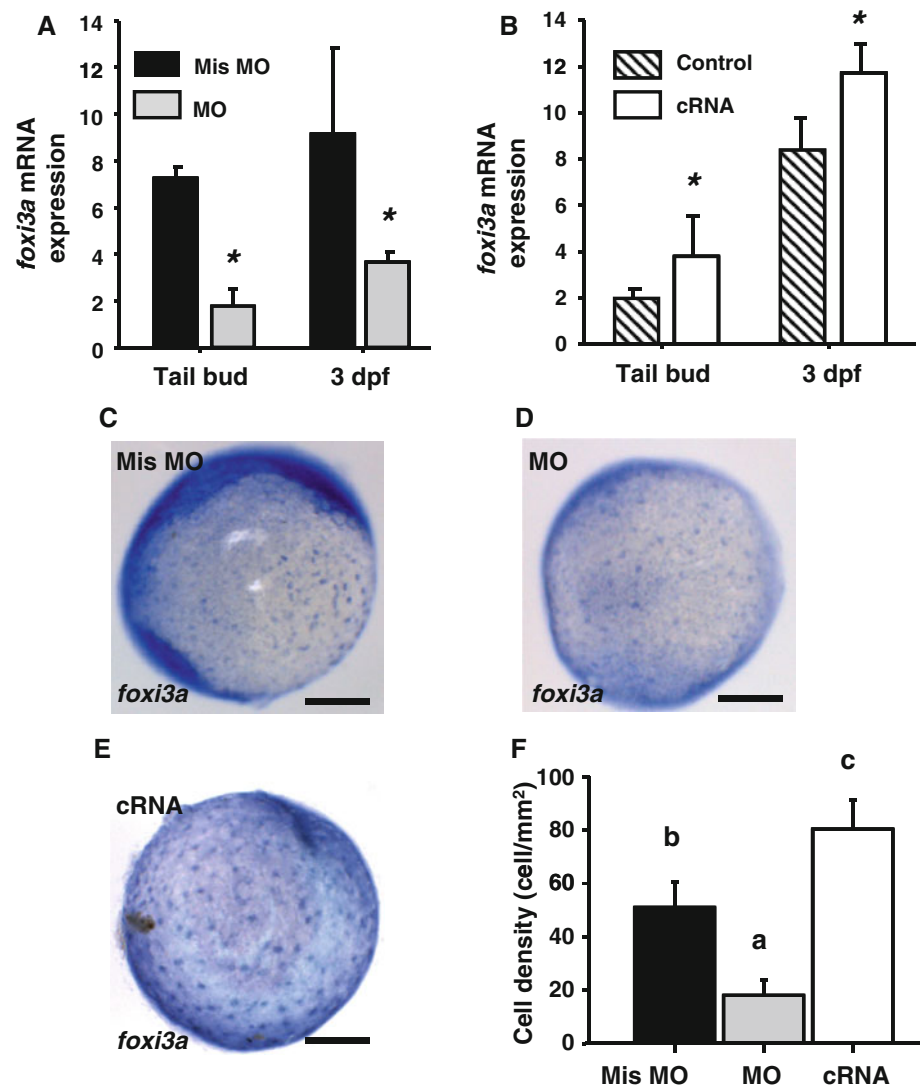 A
14
12
10
8
6
4
2
0
foxi3a mRNA
expression
Mis MO
MO
*
*
Tail bud
3 dpf
B
14
12
10
8
6
4
2
0
foxi3a mRNA
expression
Control
cRNA
*
*
Tail bud
3 dpf
C
Mis MO
foxi3a
D
MO
foxi3a
E
cRNA
foxi3a
F
100
80
60
40
20
0
Cell density (cell/mm²)
b
a
c
Mis MO
MO
cRNA